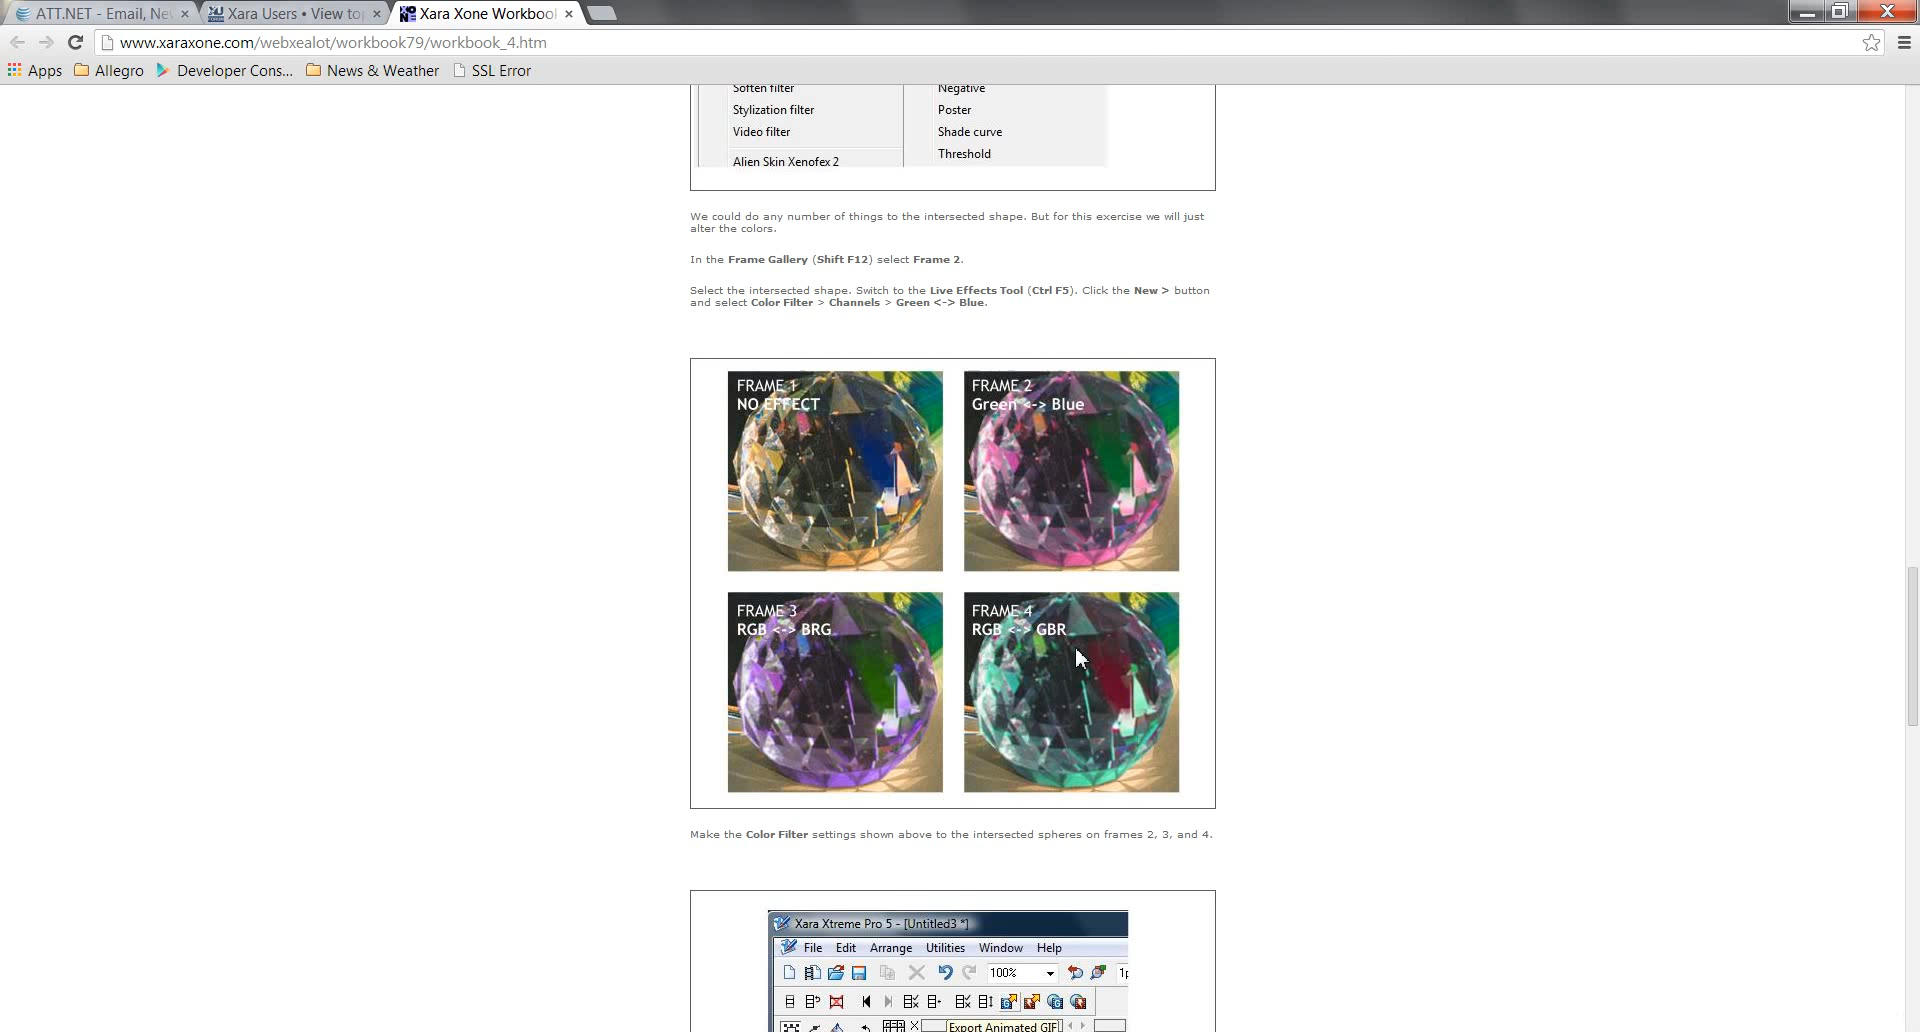 ATT.NET - Email, Ne
Xara Users • View to
Xara Xone Workboo
www.xaraxone.com/webxealot/workbook79/workbook_4.htm
Apps
Allegro
Developer Cons...
News & Weather
SSL Error
Soften filter
Negative
Stylization filter
Poster
Video filter
Shade curve
Threshold
Alien Skin Xenofex 2
We could do any number of things to the intersected shape. But for this exercise we will just
alter the colors.
In the Frame Gallery (Shift F12) select Frame 2.
Select the intersected shape. Switch to the Live Effects Tool (Ctrl F5). Click the New > button
and select Color Filter > Channels > Green <-> Blue.
FRAME 1
NO EFFECT
FRAME 2
Green <-> Blue
FRAME 3
RGB <-> BRG
FRAME 4
RGB <-> GBR
Make the Color Filter settings shown above to the intersected spheres on frames 2, 3, and 4.
Xara Xtreme Pro 5 - [Untitled3 *]
File Edit Arrange Utilities Window Help
100%
Export Animated GIF